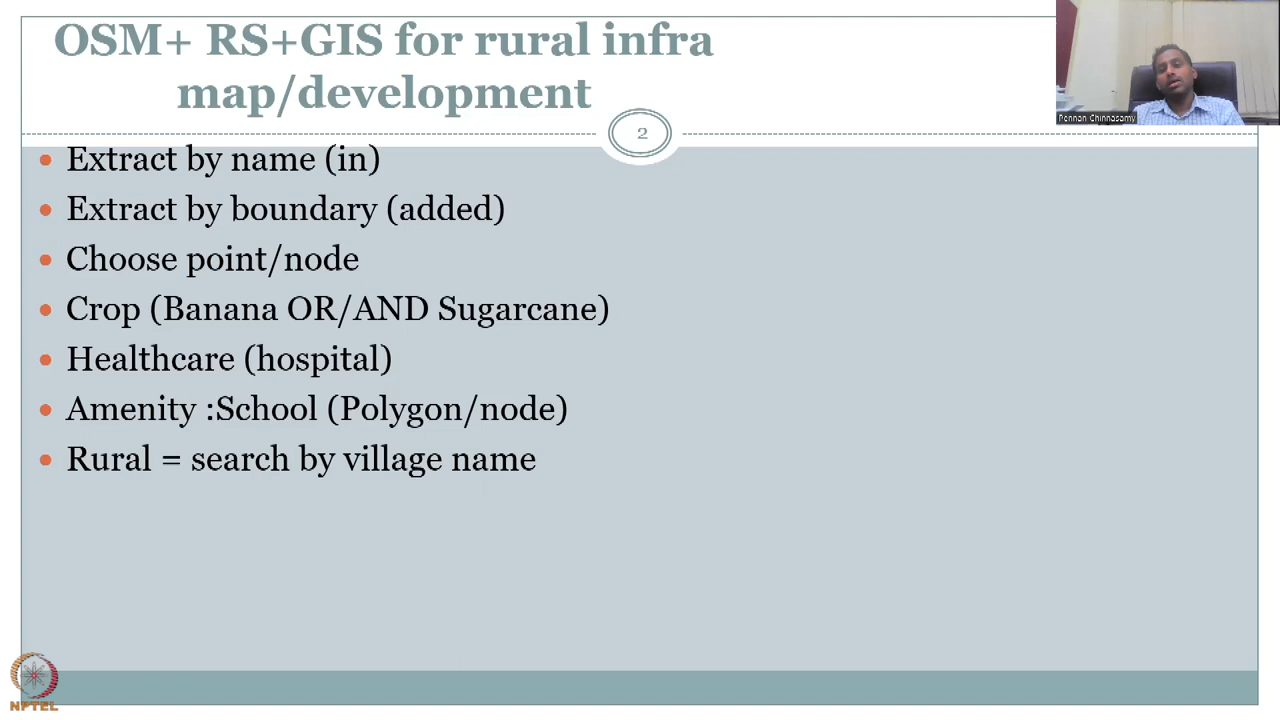 OSM+ RS+GIS for rural infra
map/development
Pennan Chinnasamy
2
Extract by name (in)
Extract by boundary (added)
Choose point/node
Crop (Banana OR/AND Sugarcane)
Healthcare (hospital)
Amenity :School (Polygon/node)
Rural = search by village name
NPTEL